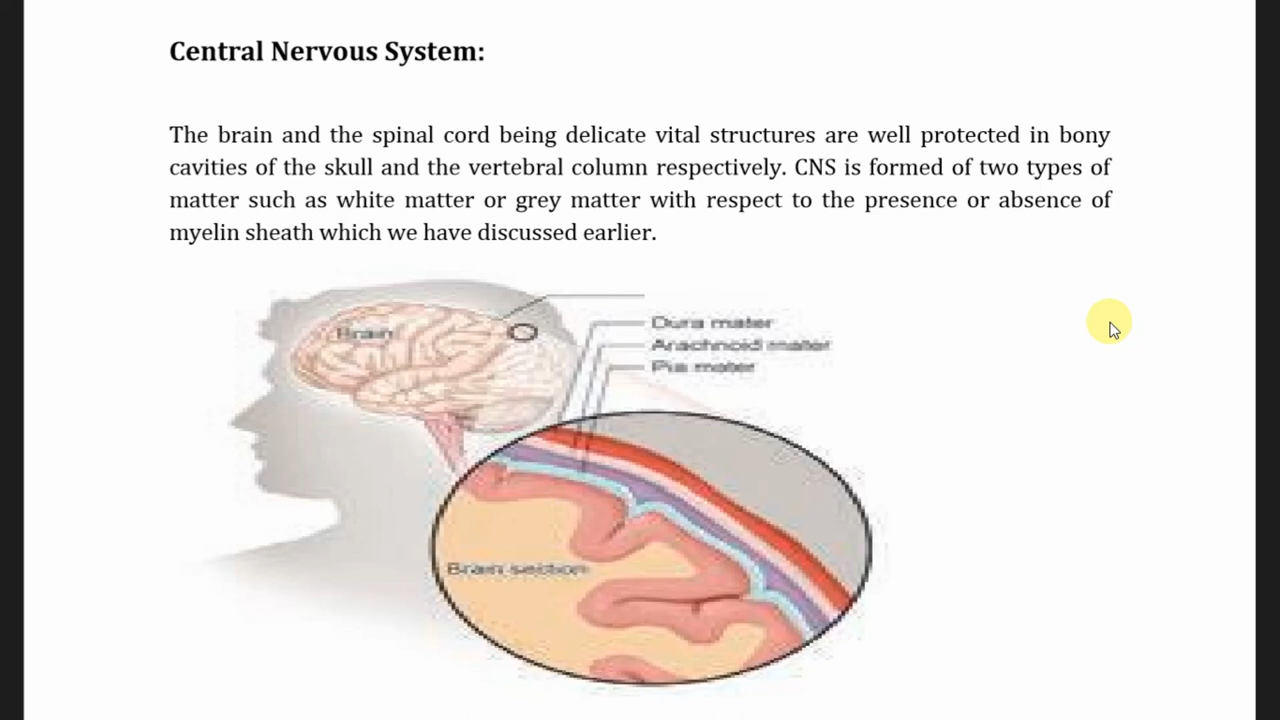 Central Nervous System:
The brain and the spinal cord being delicate vital structures are well protected in bony
cavities of the skull and the vertebral column respectively. CNS is formed of two types of
matter such as white matter or grey matter with respect to the presence or absence of
myelin sheath which we have discussed earlier.
Brain
Dura mater
Arachnoid mater
Pia mater
Brain section